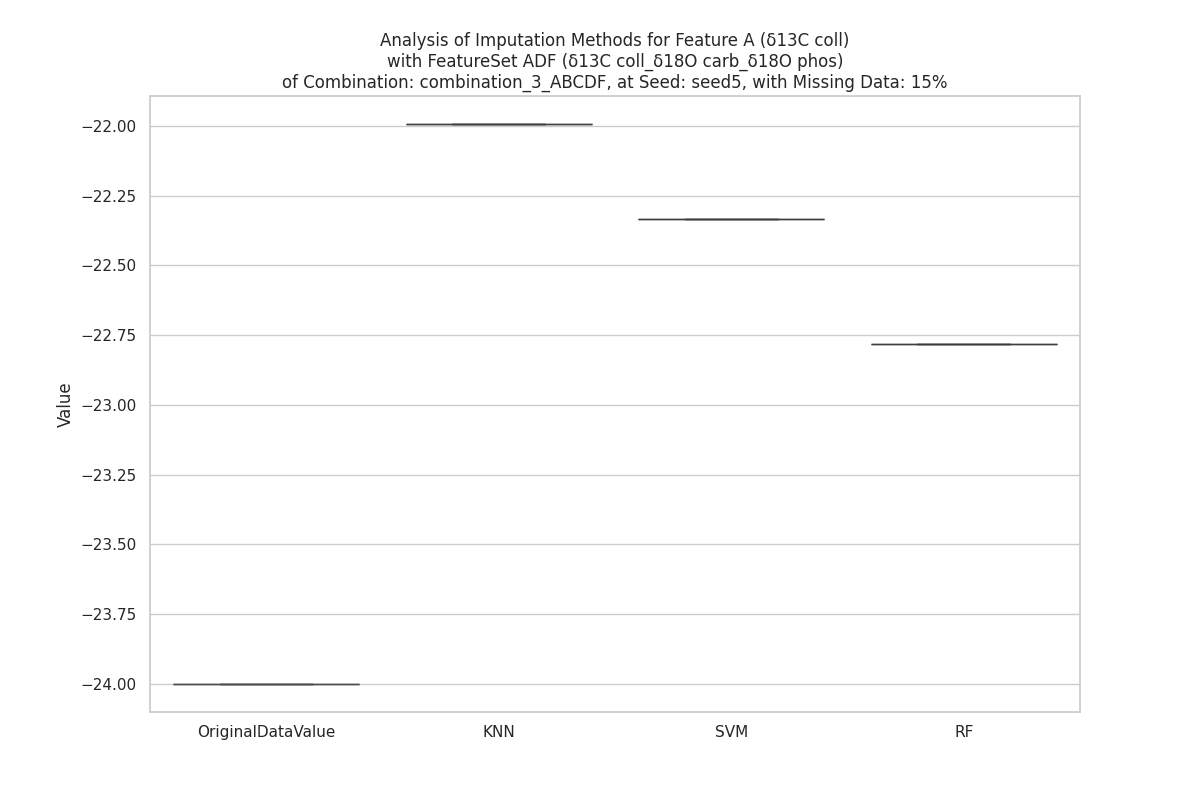 Analysis of Imputation Methods for Feature A (δ13C coll)
with FeatureSet ADF (δ13C coll_δ18O carb_δ18O phos)
of Combination: combination_3_ABCDF, at Seed: seed5, with Missing Data: 15%
Value
−22.00
−22.25
−22.50
−22.75
−23.00
−23.25
−23.50
−23.75
−24.00
OriginalDataValue KNN SVM RF